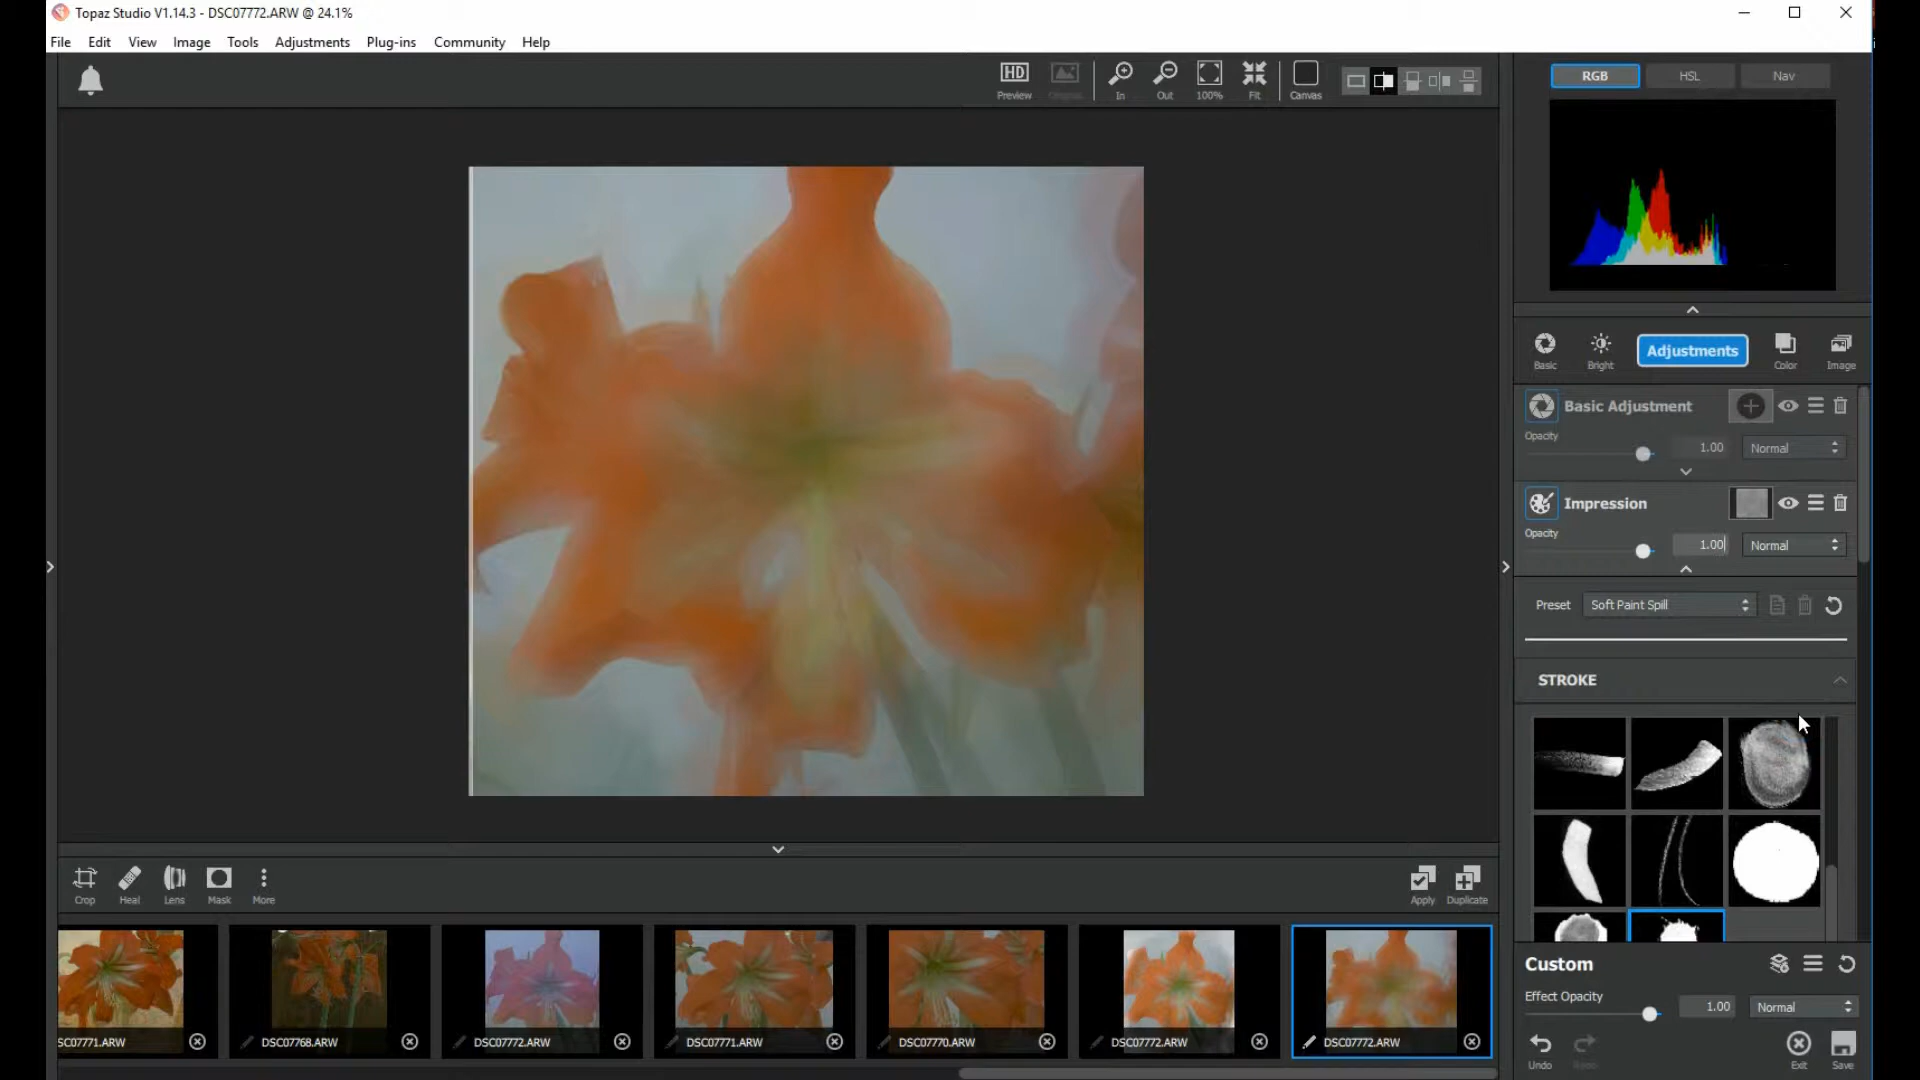 Topaz Studio V1.14.3 - DSC07772.ARW @ 24.1%
File Edit View Image Tools Adjustments Plug-ins Community Help
HD
Preview In Out 100% Fit Canvas
RGB HSL Nav
Basic Bright Adjustments Color Image
Basic Adjustment
Opacity
1.00 Normal
Impression
Opacity
1.00 Normal
Preset Soft Paint Spill
STROKE
Crop Heal Lens Mask More Apply Duplicate
SC07771.ARW DSC07768.ARW DSC07772.ARW DSC07771.ARW DSC07770.ARW DSC07772.ARW DSC07772.ARW
Custom
Effect Opacity
1.00 Normal
Undo Exit Save